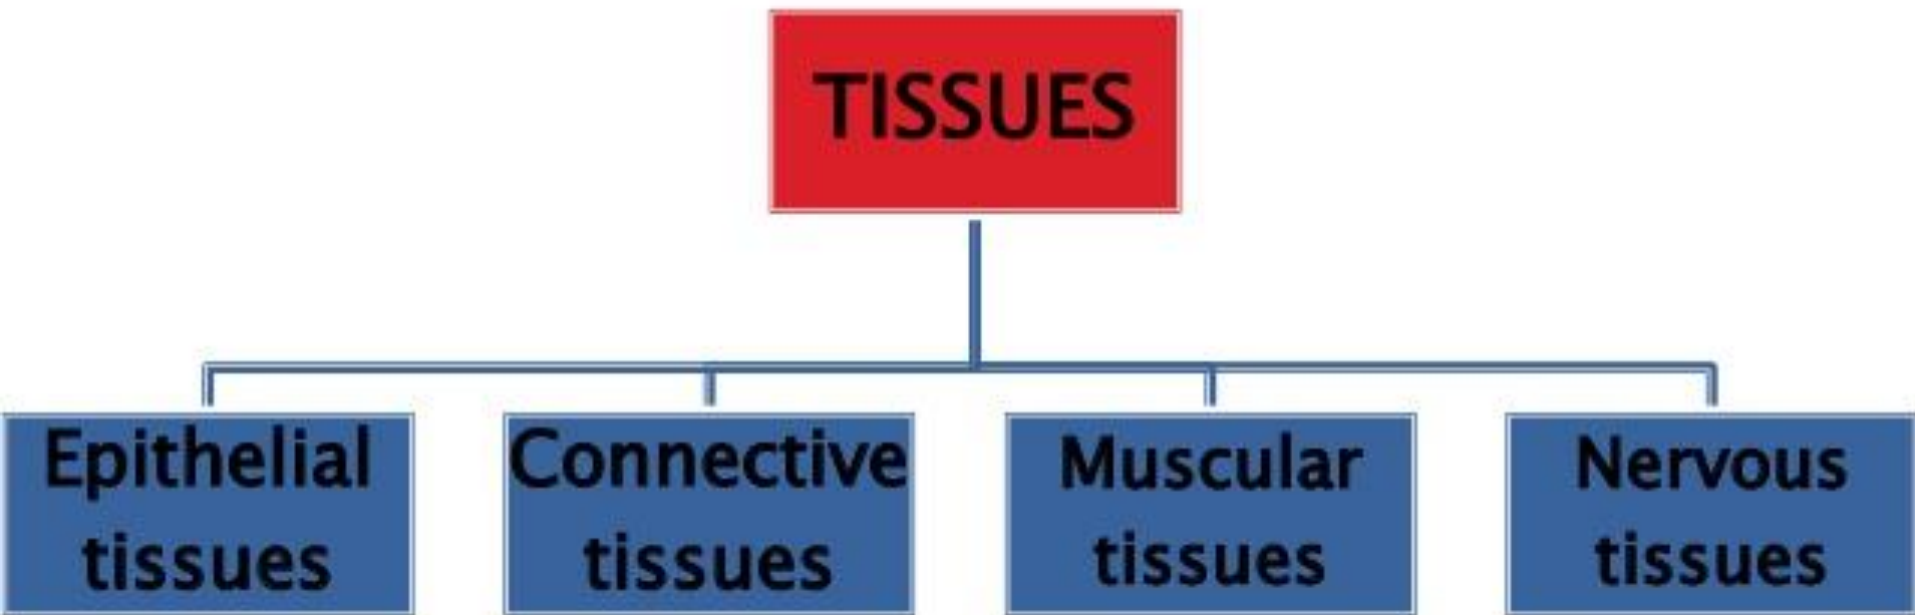 TISSUES
Epithelial
tissues
Connective
tissues
Muscular
tissues
Nervous
tissues